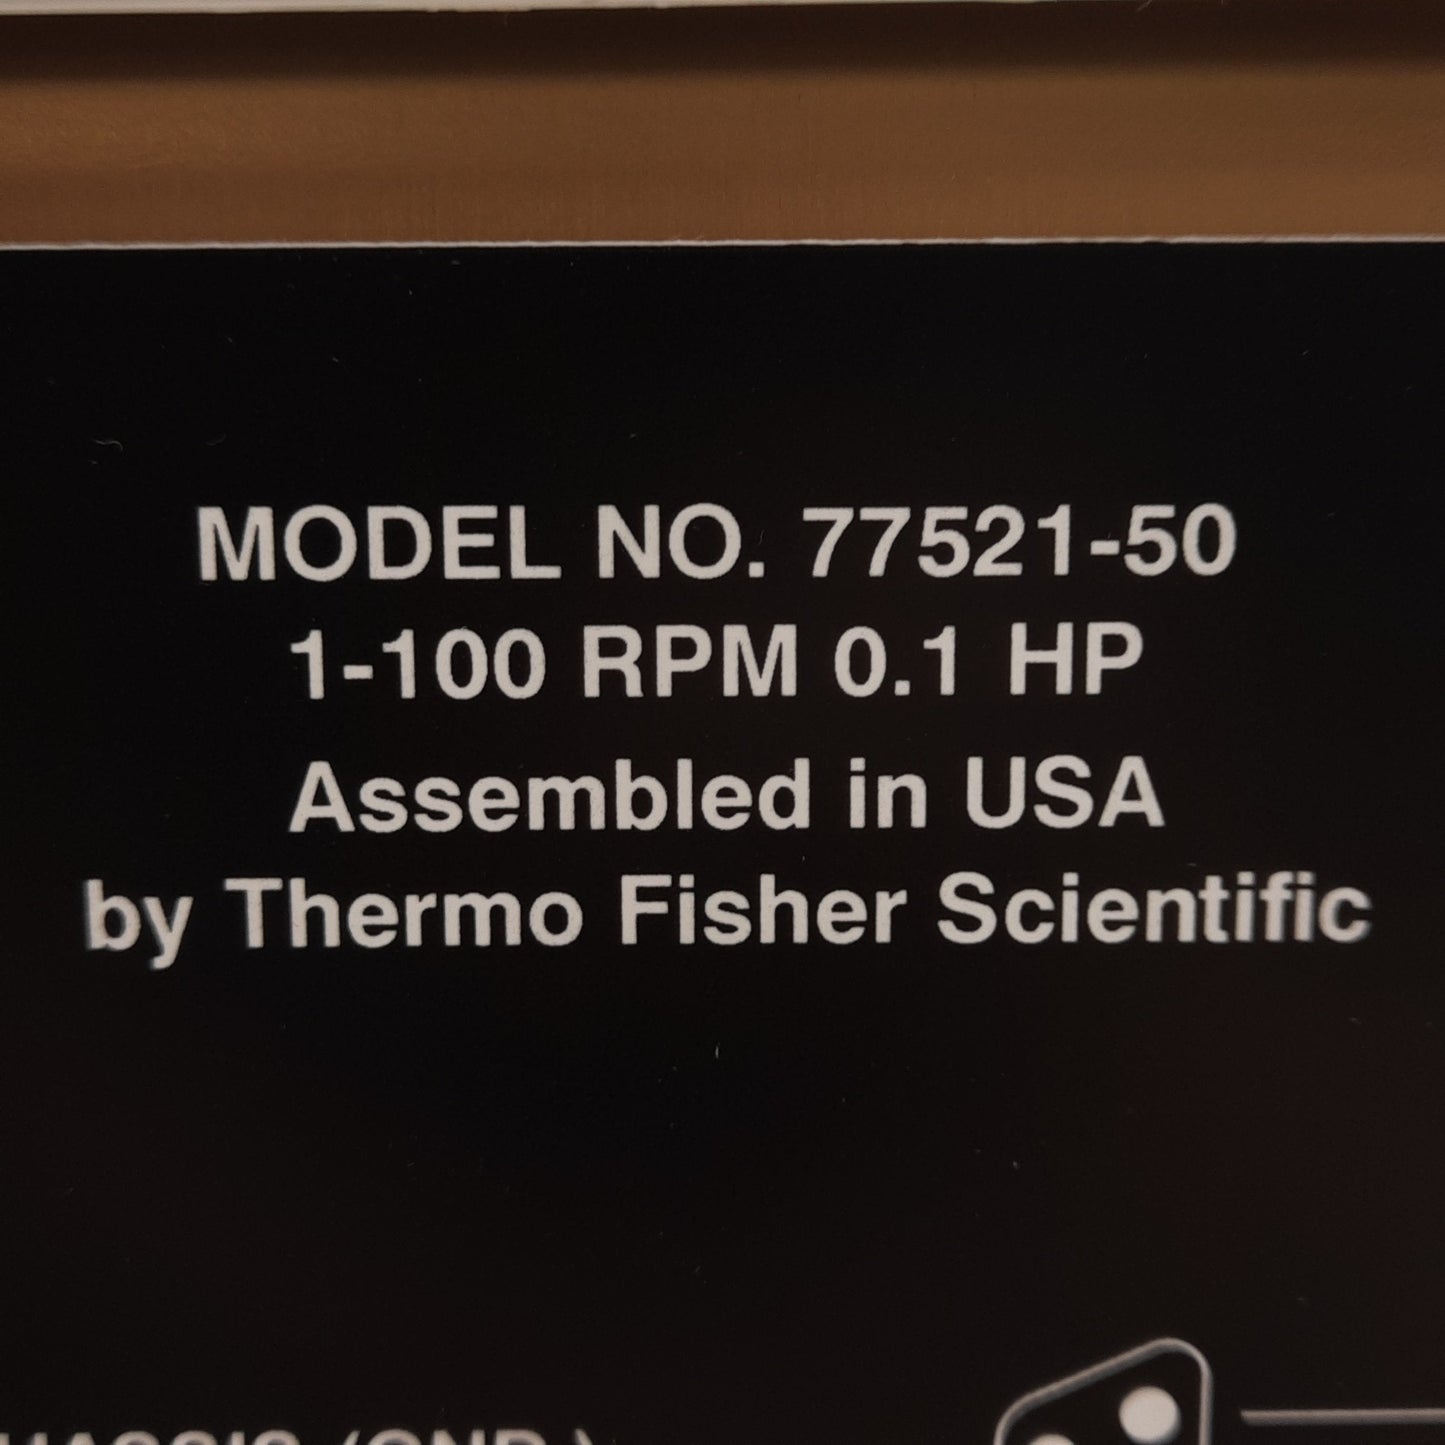 MODEL NO. 77521-50
1-100 RPM 0.1 HP
Assembled in USA
by Thermo Fisher Scientific